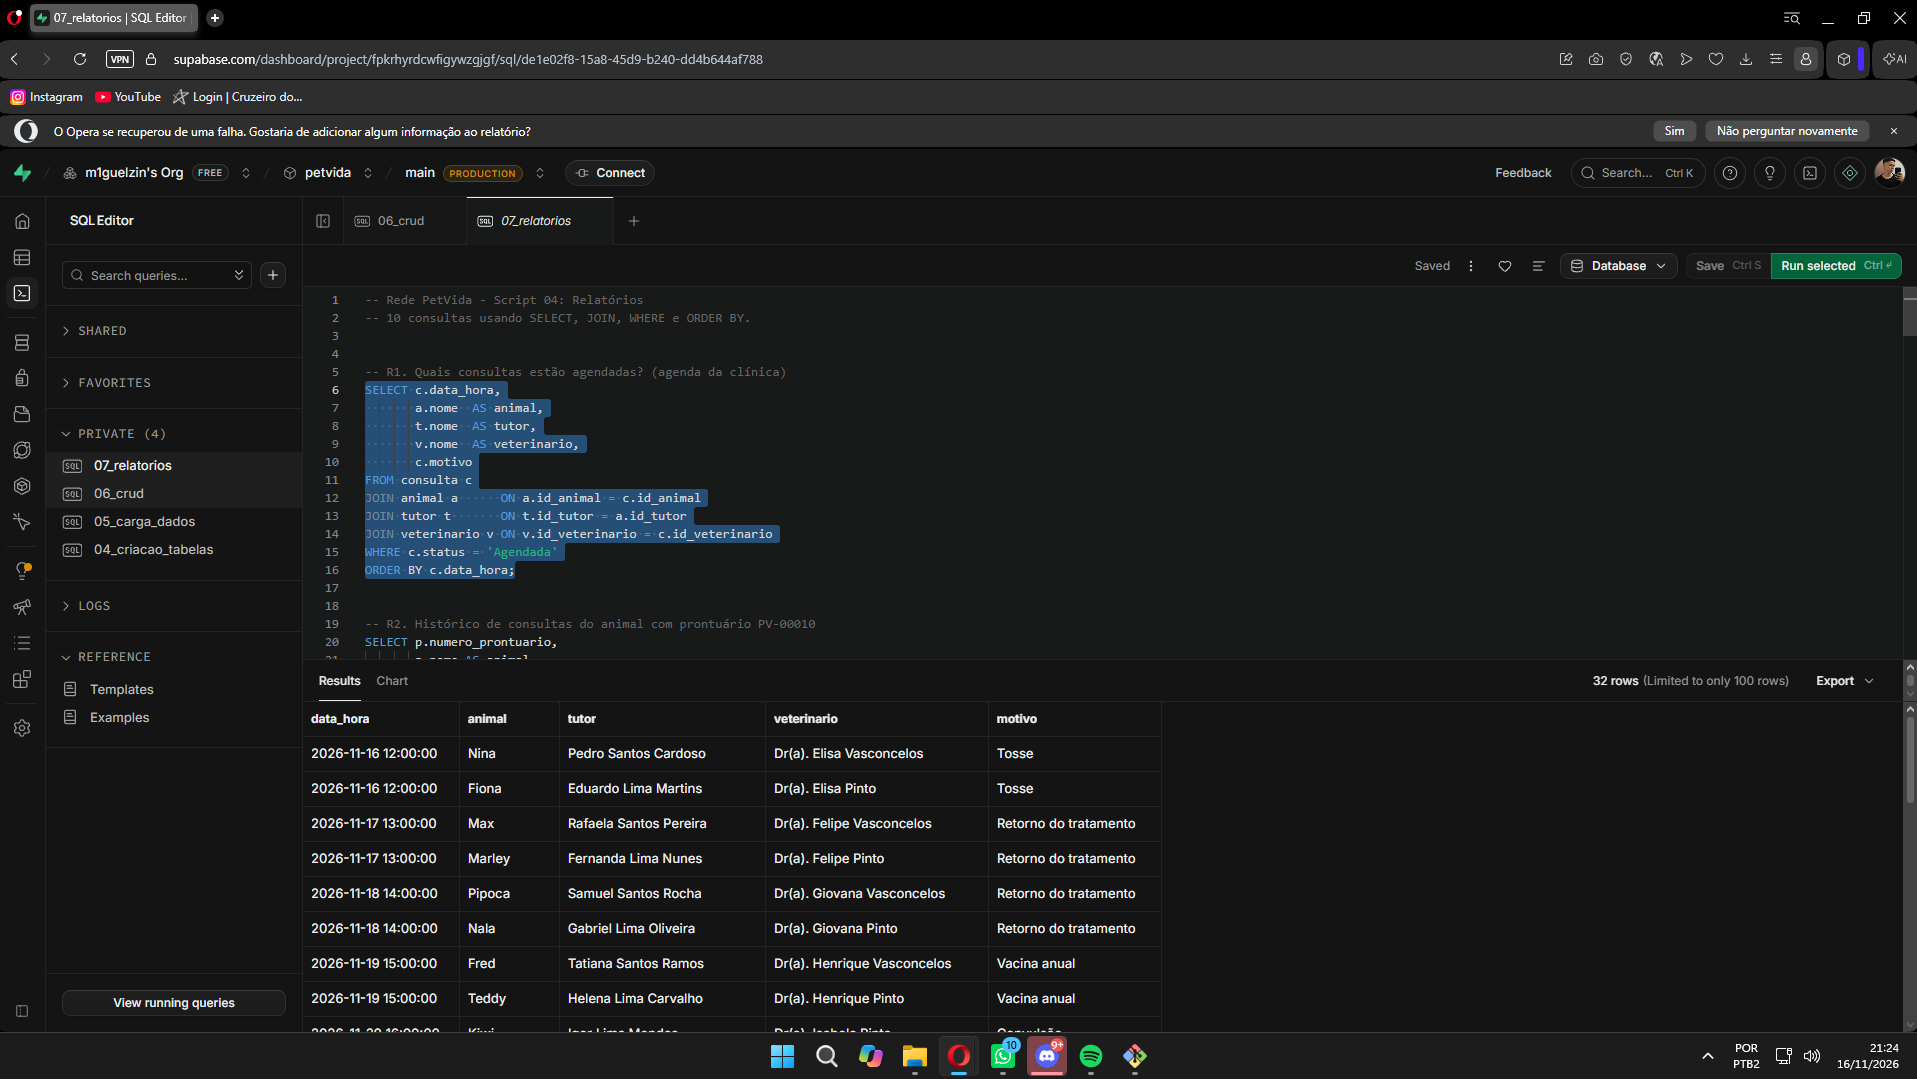 07_relatorios | SQL Editor
VPN
supabase.com/dashboard/project/fpkrhyrdcwfigywzgjgf/sql/de1e02f8-15a8-45d9-b240-dd4b644af788
AI
Instagram
YouTube
Login | Cruzeiro do...
O Opera se recuperou de uma falha. Gostaria de adicionar algum informação ao relatório?
Sim
Não perguntar novamente
m1guelzin's Org
FREE
petvida
main
PRODUCTION
Connect
Feedback
Search...
Ctrl K
SQL Editor
SQL 06_crud
SQL 07_relatorios
Search queries...
Saved
Database
Save Ctrl S
Run selected Ctrl
SHARED
FAVORITES
PRIVATE (4)
SQL 07_relatorios
SQL 06_crud
SQL 05_carga_dados
SQL 04_criacao_tabelas
LOGS
REFERENCE
Templates
Examples
View running queries
1 -- Rede PetVida - Script 04: Relatórios
2 -- 10 consultas usando SELECT, JOIN, WHERE e ORDER BY.
3
4
5 -- R1. Quais consultas estão agendadas? (agenda da clínica)
6 SELECT c.data_hora,
7 a.nome AS animal,
8 t.nome AS tutor,
9 v.nome AS veterinario,
10 c.motivo
11 FROM consulta c
12 JOIN animal a ON a.id_animal = c.id_animal
13 JOIN tutor t ON t.id_tutor = a.id_tutor
14 JOIN veterinario v ON v.id_veterinario = c.id_veterinario
15 WHERE c.status = 'Agendada'
16 ORDER BY c.data_hora;
17
18
19 -- R2. Histórico de consultas do animal com prontuário PV-00010
20 SELECT p.numero_prontuario,
Results
Chart
32 rows (Limited to only 100 rows)
Export
data_hora animal tutor veterinario motivo
2026-11-16 12:00:00 Nina Pedro Santos Cardoso Dr(a). Elisa Vasconcelos Tosse
2026-11-16 12:00:00 Fiona Eduardo Lima Martins Dr(a). Elisa Pinto Tosse
2026-11-17 13:00:00 Max Rafaela Santos Pereira Dr(a). Felipe Vasconcelos Retorno do tratamento
2026-11-17 13:00:00 Marley Fernanda Lima Nunes Dr(a). Felipe Pinto Retorno do tratamento
2026-11-18 14:00:00 Pipoca Samuel Santos Rocha Dr(a). Giovana Vasconcelos Retorno do tratamento
2026-11-18 14:00:00 Nala Gabriel Lima Oliveira Dr(a). Giovana Pinto Retorno do tratamento
2026-11-19 15:00:00 Fred Tatiana Santos Ramos Dr(a). Henrique Vasconcelos Vacina anual
2026-11-19 15:00:00 Teddy Helena Lima Carvalho Dr(a). Henrique Pinto Vacina anual
10
9+
POR
PTB2
21:24
16/11/2026